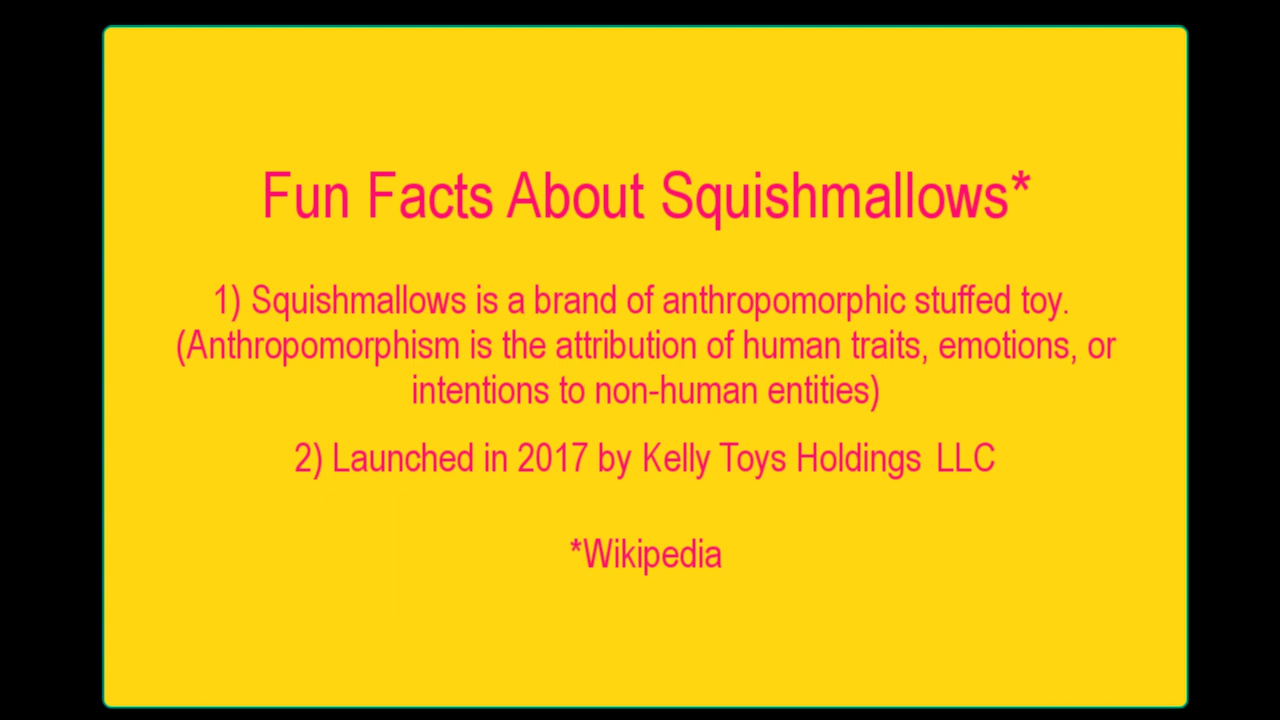 Fun Facts About Squishmallows*
1) Squishmallows is a brand of anthropomorphic stuffed toy.
(Anthropomorphism is the attribution of human traits, emotions, or
intentions to non-human entities)
2) Launched in 2017 by Kelly Toys Holdings LLC
*Wikipedia